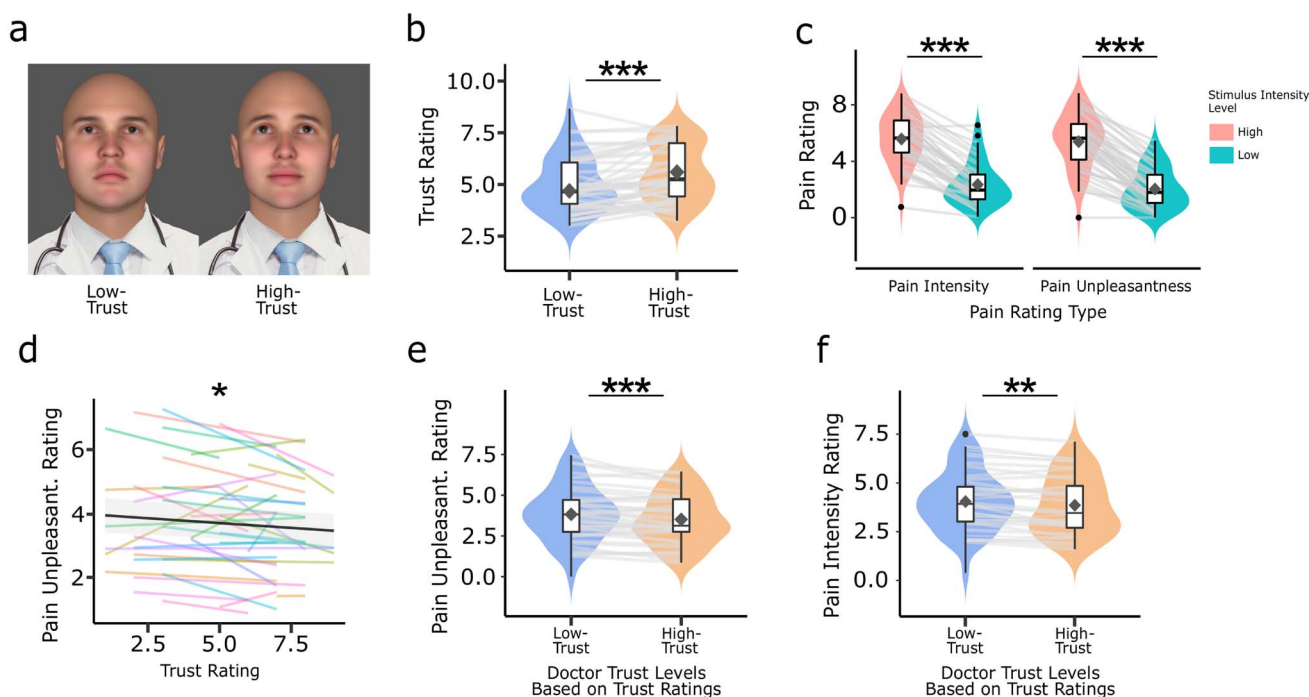 a
Low-
Trust
High-
Trust
b
***
Trust Rating
10.0
7.5
5.0
2.5
Low-
Trust
High-
Trust
c
***
***
Pain Rating
8
4
0
Pain Intensity
Pain Unpleasantness
Pain Rating Type
Stimulus Intensity
Level
High
Low
d
*
Pain Unpleasant. Rating
6
4
2
2.5
5.0
7.5
Trust Rating
e
***
Pain Unpleasant. Rating
7.5
5.0
2.5
0.0
Low-
Trust
High-
Trust
Doctor Trust Levels
Based on Trust Ratings
f
**
Pain Intensity Rating
7.5
5.0
2.5
0.0
Low-
Trust
High-
Trust
Doctor Trust Levels
Based on Trust Ratings